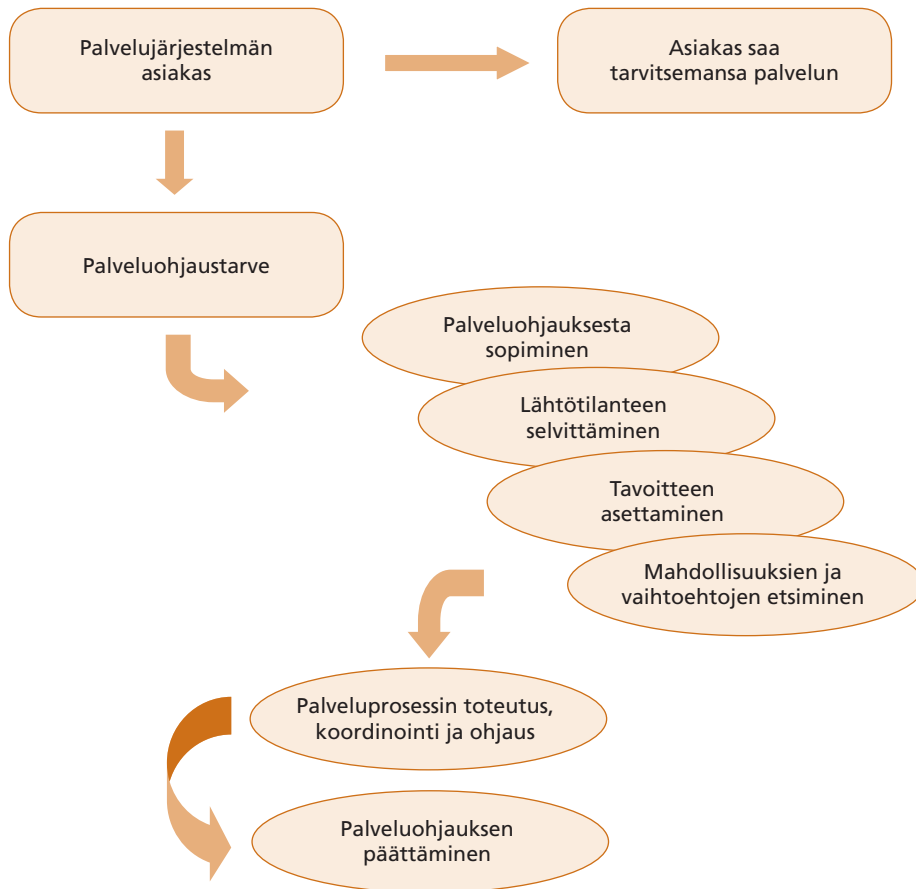 Palvelujärjestelmän
asiakas
Asiakas saa
tarvitsemansa palvelun
Palveluohjaustarve
Palveluohjauksesta
sopiminen
Lähtötilanteen
selvittäminen
Tavoitteen
asettaminen
Mahdollisuuksien ja
vaihtoehtojen etsiminen
Palveluprosessin toteutus,
koordinointi ja ohjaus
Palveluohjauksen
päättäminen